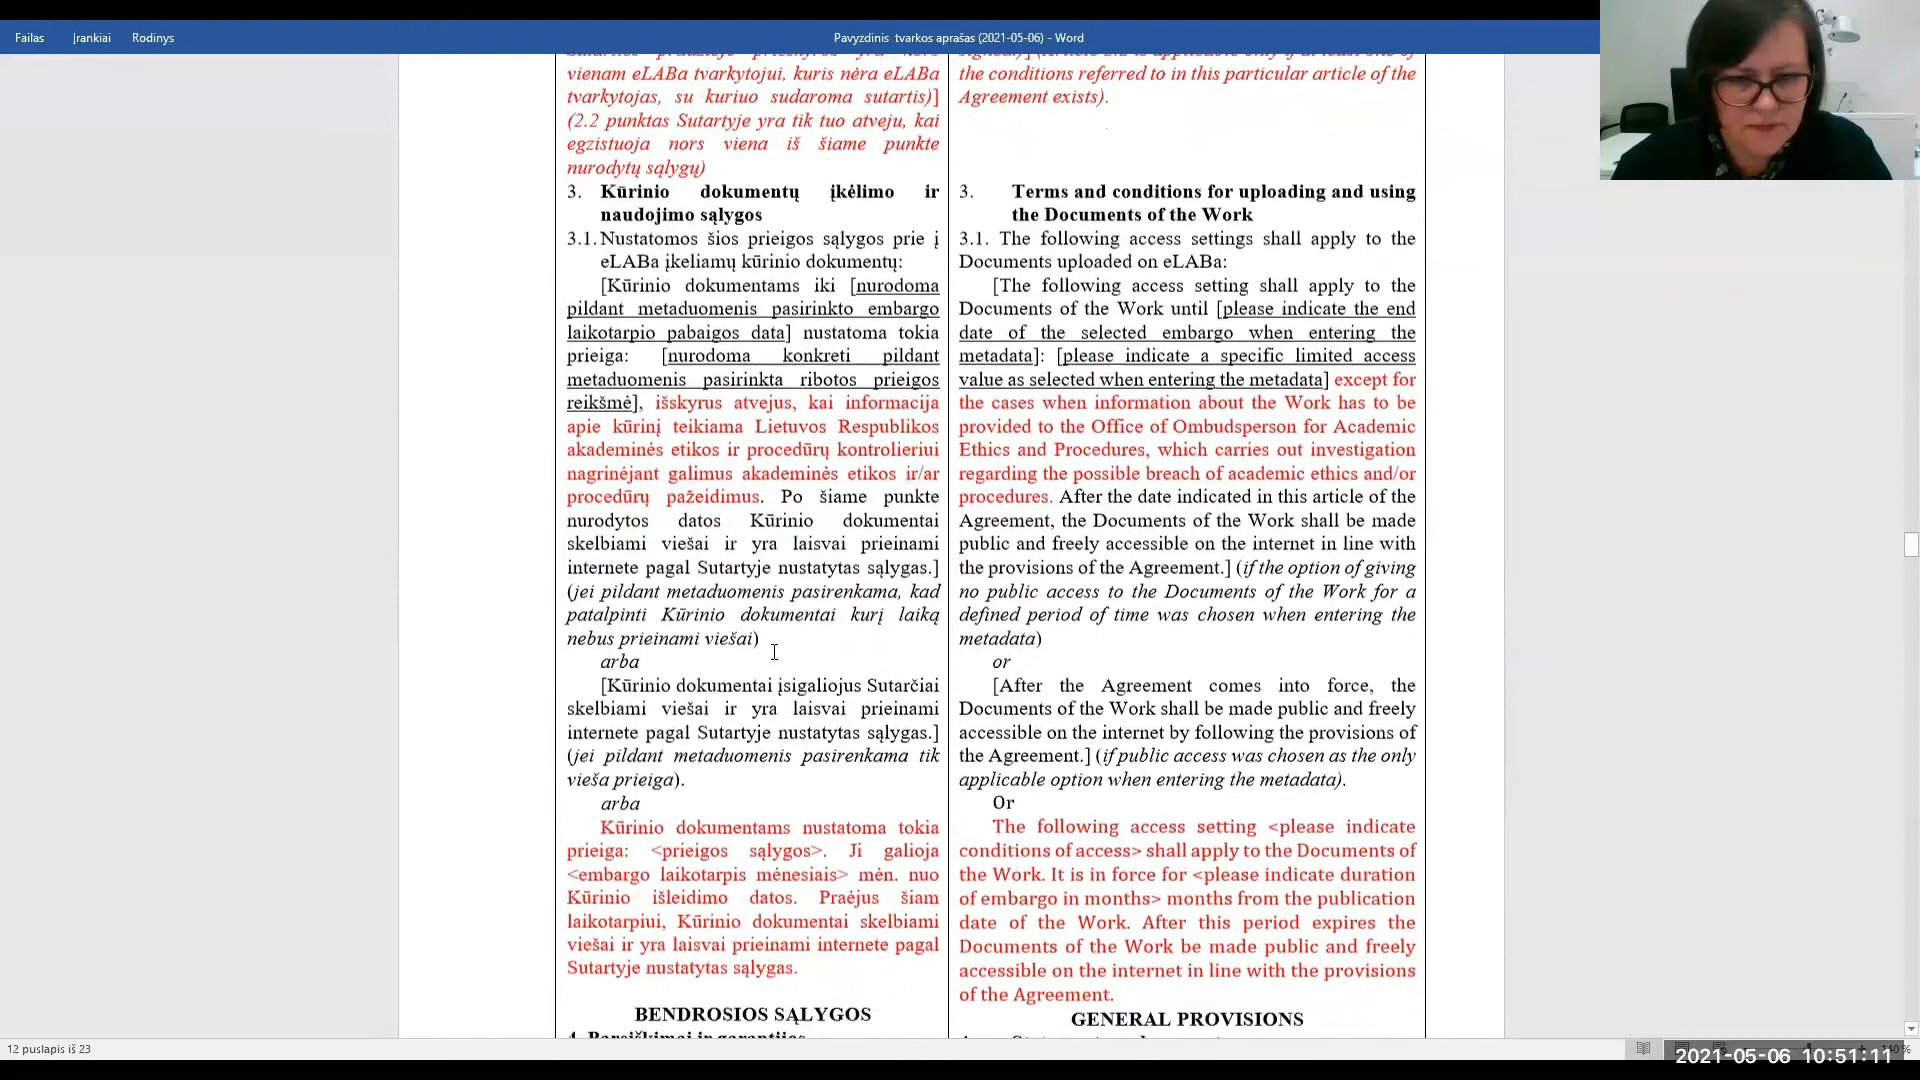 Failas Įrankiai Rodinys
Pavyzdinis tvarkos aprašas (2021-05-06) - Word
vienam eLABa tvarkytojui, kuris nėra eLABa
tvarkytojas, su kuriuo sudaroma sutartis)]
(2.2 punktas Sutartyje yra tik tuo atveju, kai
egzistuoja nors viena iš šiame punkte
nurodytų sąlygų)
3. Kūrinio dokumentų įkėlimo ir
naudojimo sąlygos
3.1. Nustatomos šios prieigos sąlygos prie į
eLABa įkeliamų kūrinio dokumentų:
[Kūrinio dokumentams iki [nurodoma
pildant metaduomenis pasirinkto embargo
laikotarpio pabaigos data] nustatoma tokia
prieiga: [nurodoma konkreti pildant
metaduomenis pasirinkta ribotos prieigos
reikšmė], išskyrus atvejus, kai informacija
apie kūrinį teikiama Lietuvos Respublikos
akademinės etikos ir procedūrų kontrolieriui
nagrinėjant galimus akademinės etikos ir/ar
procedūrų pažeidimus. Po šiame punkte
nurodytos datos Kūrinio dokumentai
skelbiami viešai ir yra laisvai prieinami
internete pagal Sutartyje nustatytas sąlygas.]
(jei pildant metaduomenis pasirenkama, kad
patalpinti Kūrinio dokumentai kurį laiką
nebus prieinami viešai)
arba
[Kūrinio dokumentai įsigaliojus Sutarčiai
skelbiami viešai ir yra laisvai prieinami
internete pagal Sutartyje nustatytas sąlygas.]
(jei pildant metaduomenis pasirenkama tik
vieša prieiga).
arba
Kūrinio dokumentams nustatoma tokia
prieiga: <prieigos sąlygos>. Ji galioja
<embargo laikotarpis mėnesiais> mėn. nuo
Kūrinio išleidimo datos. Praėjus šiam
laikotarpiui, Kūrinio dokumentai skelbiami
viešai ir yra laisvai prieinami internete pagal
Sutartyje nustatytas sąlygas.
BENDROSIOS SĄLYGOS
4. Pareiškimai ir garantijos
the conditions referred to in this particular article of the
Agreement exists).
3. Terms and conditions for uploading and using
the Documents of the Work
3.1. The following access settings shall apply to the
Documents uploaded on eLABa:
[The following access setting shall apply to the
Documents of the Work until [please indicate the end
date of the selected embargo when entering the
metadata]: [please indicate a specific limited access
value as selected when entering the metadata] except for
the cases when information about the Work has to be
provided to the Office of Ombudsperson for Academic
Ethics and Procedures, which carries out investigation
regarding the possible breach of academic ethics and/or
procedures. After the date indicated in this article of the
Agreement, the Documents of the Work shall be made
public and freely accessible on the internet in line with
the provisions of the Agreement.] (if the option of giving
no public access to the Documents of the Work for a
defined period of time was chosen when entering the
metadata)
or
[After the Agreement comes into force, the
Documents of the Work shall be made public and freely
accessible on the internet by following the provisions of
the Agreement.] (if public access was chosen as the only
applicable option when entering the metadata).
Or
The following access setting <please indicate
conditions of access> shall apply to the Documents of
the Work. It is in force for <please indicate duration
of embargo in months> months from the publication
date of the Work. After this period expires the
Documents of the Work be made public and freely
accessible on the internet in line with the provisions
of the Agreement.
GENERAL PROVISIONS
12 puslapis iš 23
2021-05-06 10:51:11